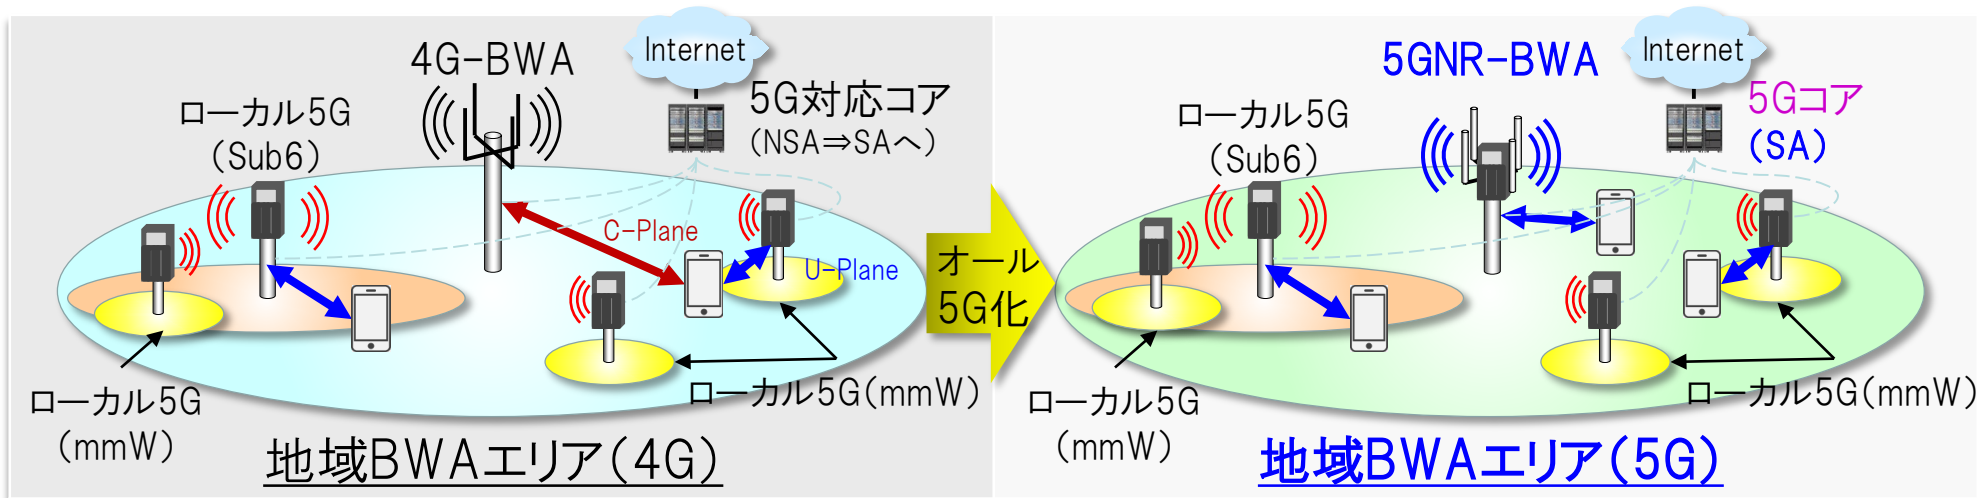 Internet
4G-BWA
5G対応コア
(NSA⇒SAへ)
ローカル5G
(Sub6)
C-Plane
U-Plane
ローカル5G
(mmW)
ローカル5G(mmW)
地域BWAエリア(4G)
オール
5G化
Internet
5GNR-BWA
5Gコア
(SA)
ローカル5G
(Sub6)
ローカル5G
(mmW)
ローカル5G(mmW)
地域BWAエリア(5G)